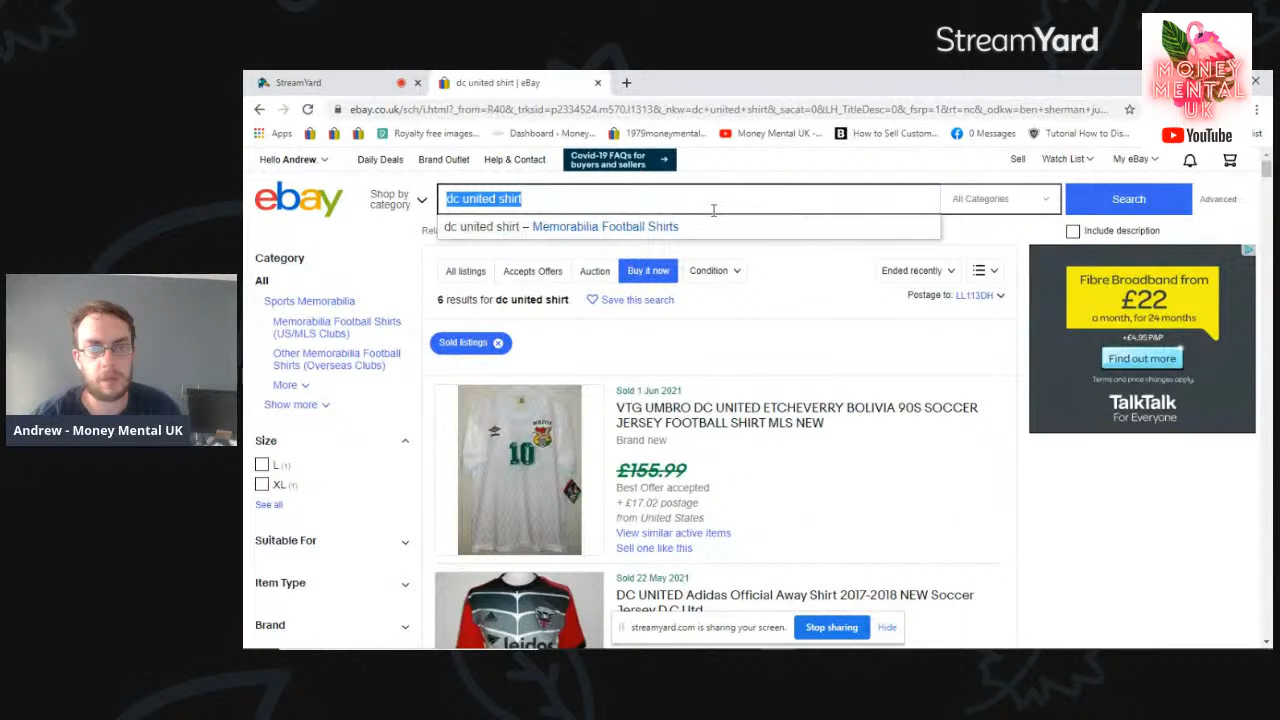 StreamYard
MONEY
MENTAL
UK
YouTube
StreamYard
dc united shirt | eBay
ebay.co.uk/sch/i.html?_from=R40&_trksid=p2334524.m570.l1313&_nkw=dc+united+shirt&_sacat=0&LH_TitleDesc=0&_fsrp=1&rt=nc&_odkw=ben+sherman+ju...
Apps
Royalty free images...
Dashboard - Money...
1979moneymental...
Money Mental UK -...
How to Sell Custom...
0 Messages
Tutorial How to Dis...
Hello Andrew.
Daily Deals
Brand Outlet
Help & Contact
Covid-19 FAQs for
buyers and sellers
Sell
Watch List
My eBay
ebay
Shop by
category
dc united shirt
All Categories
Search
Advanced
dc united shirt – Memorabilia Football Shirts
Include description
Category
All
Sports Memorabilia
Memorabilia Football Shirts
(US/MLS Clubs)
Other Memorabilia Football
Shirts (Overseas Clubs)
More
Show more
Size
L (1)
XL (1)
See all
Suitable For
Item Type
Brand
All listings
Accepts Offers
Auction
Buy it now
Condition
Ended recently
6 results for dc united shirt
Save this search
Postage to: LL113DH
Sold listings
Sold 1 Jun 2021
VTG UMBRO DC UNITED ETCHEVERRY BOLIVIA 90S SOCCER
JERSEY FOOTBALL SHIRT MLS NEW
Brand new
£155.99
Best Offer accepted
+ £17.02 postage
from United States
View similar active items
Sell one like this
10
Sold 22 May 2021
DC UNITED Adidas Official Away Shirt 2017-2018 NEW Soccer
Jersey D.C Utd
leidos
streamyard.com is sharing your screen.
Stop sharing
Hide
Fibre Broadband from
£22
a month, for 24 months
+£4.95 P&P
Find out more
Terms and price changes apply.
TalkTalk
For Everyone
Andrew - Money Mental UK